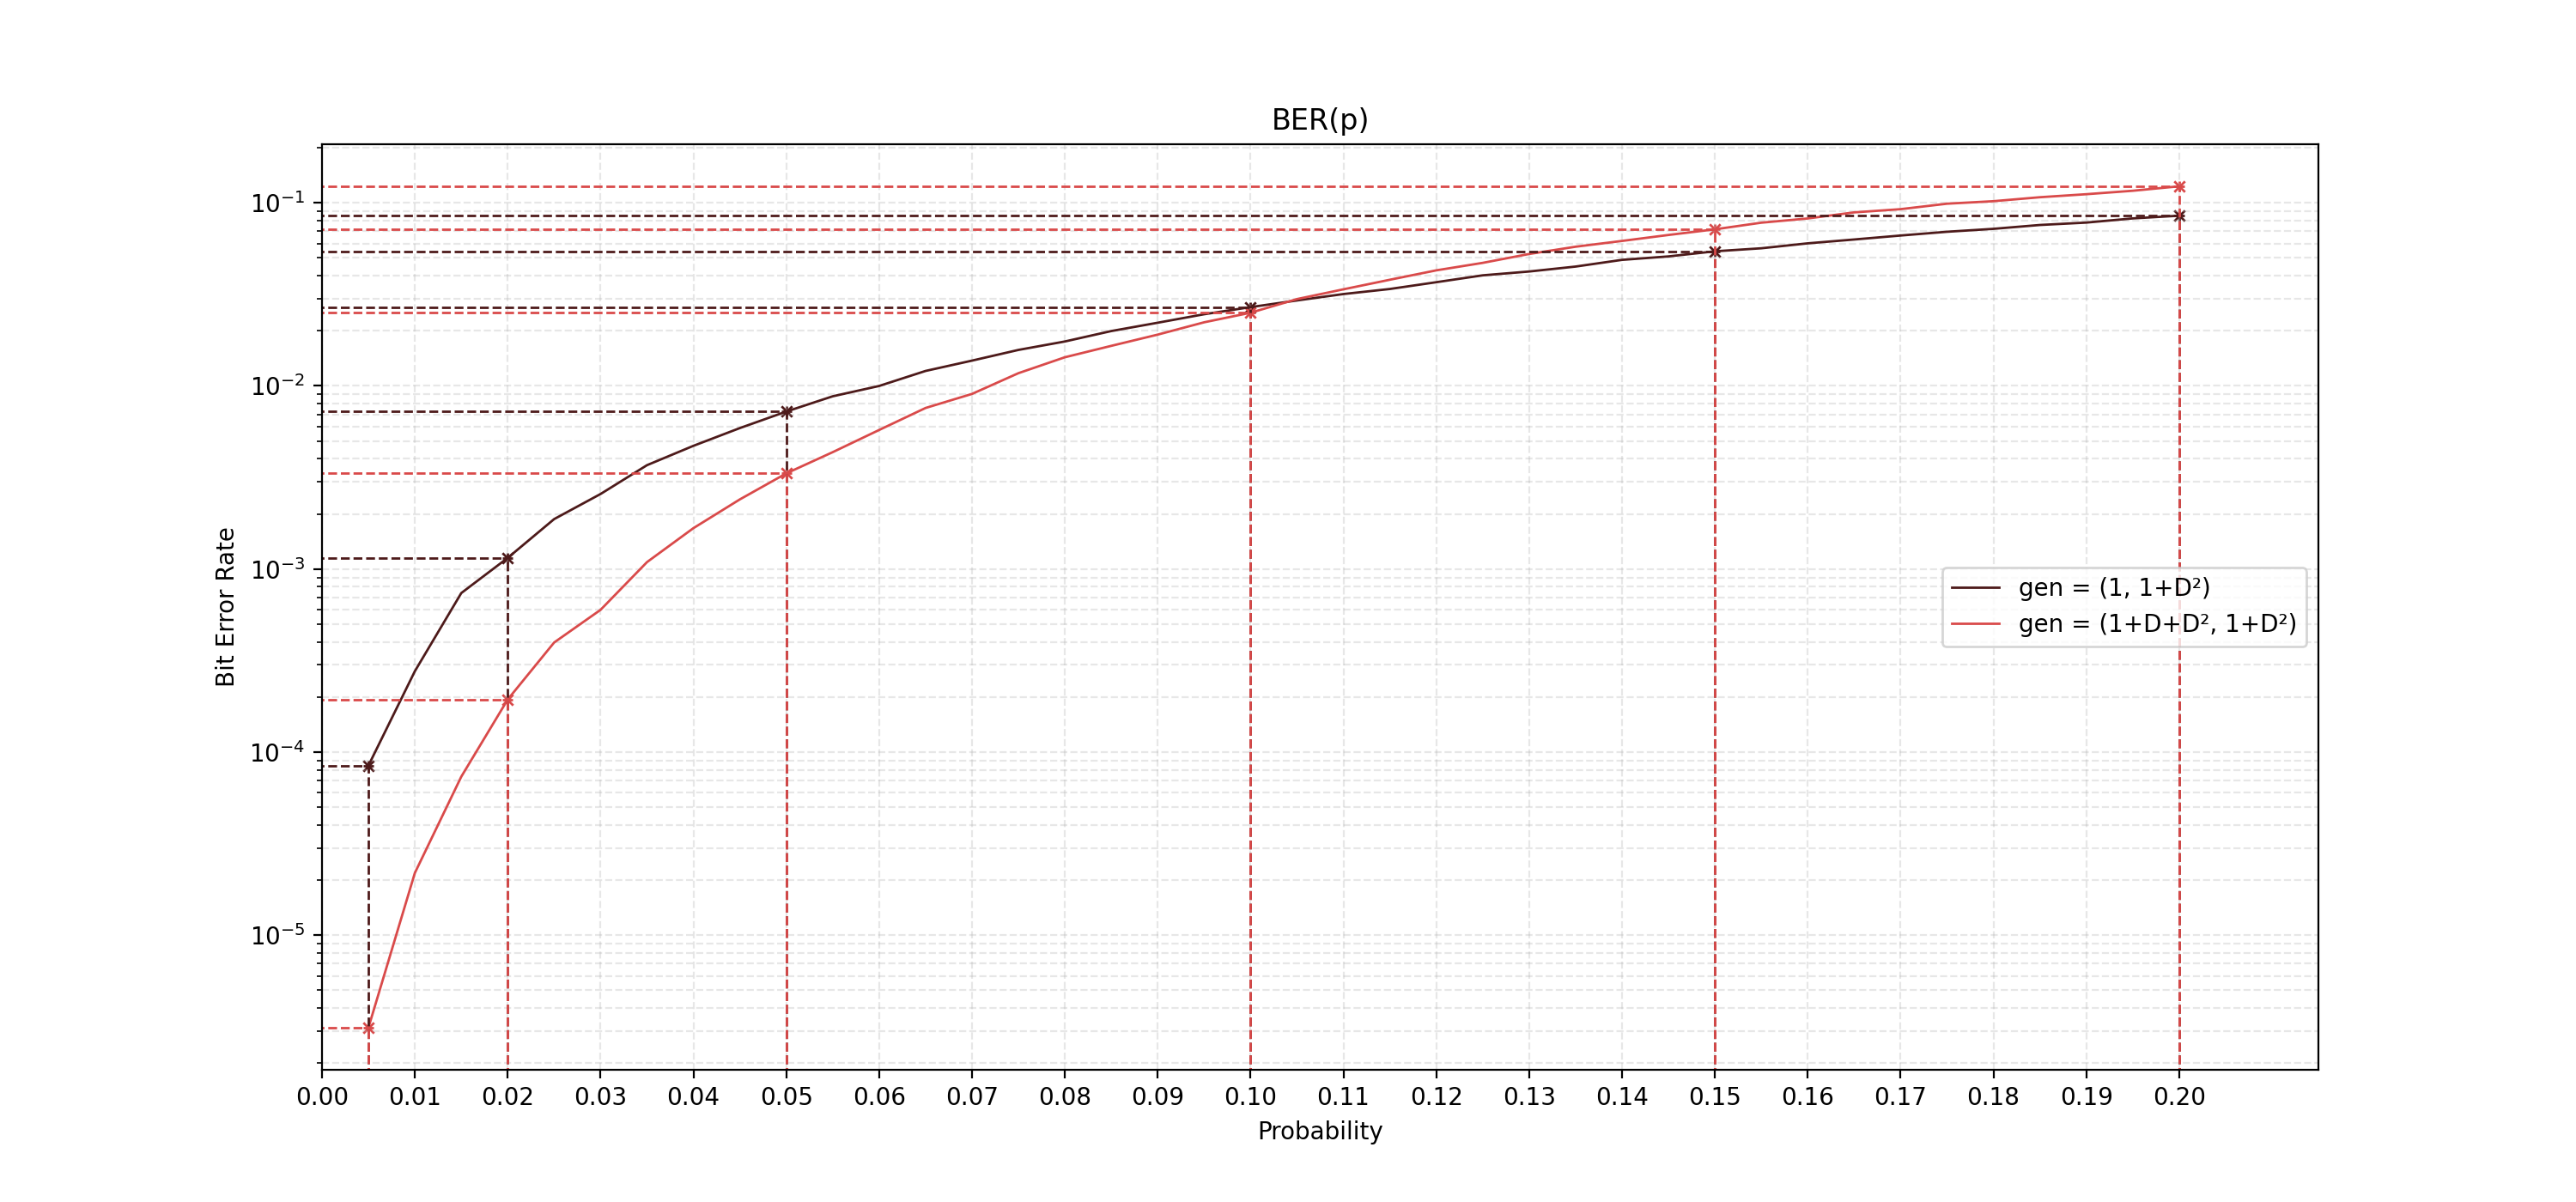 BER(p)
10⁻¹
10⁻²
10⁻³
10⁻⁴
10⁻⁵
Bit Error Rate
gen = (1, 1+D²)
gen = (1+D+D², 1+D²)
0.00 0.01 0.02 0.03 0.04 0.05 0.06 0.07 0.08 0.09 0.10 0.11 0.12 0.13 0.14 0.15 0.16 0.17 0.18 0.19 0.20
Probability